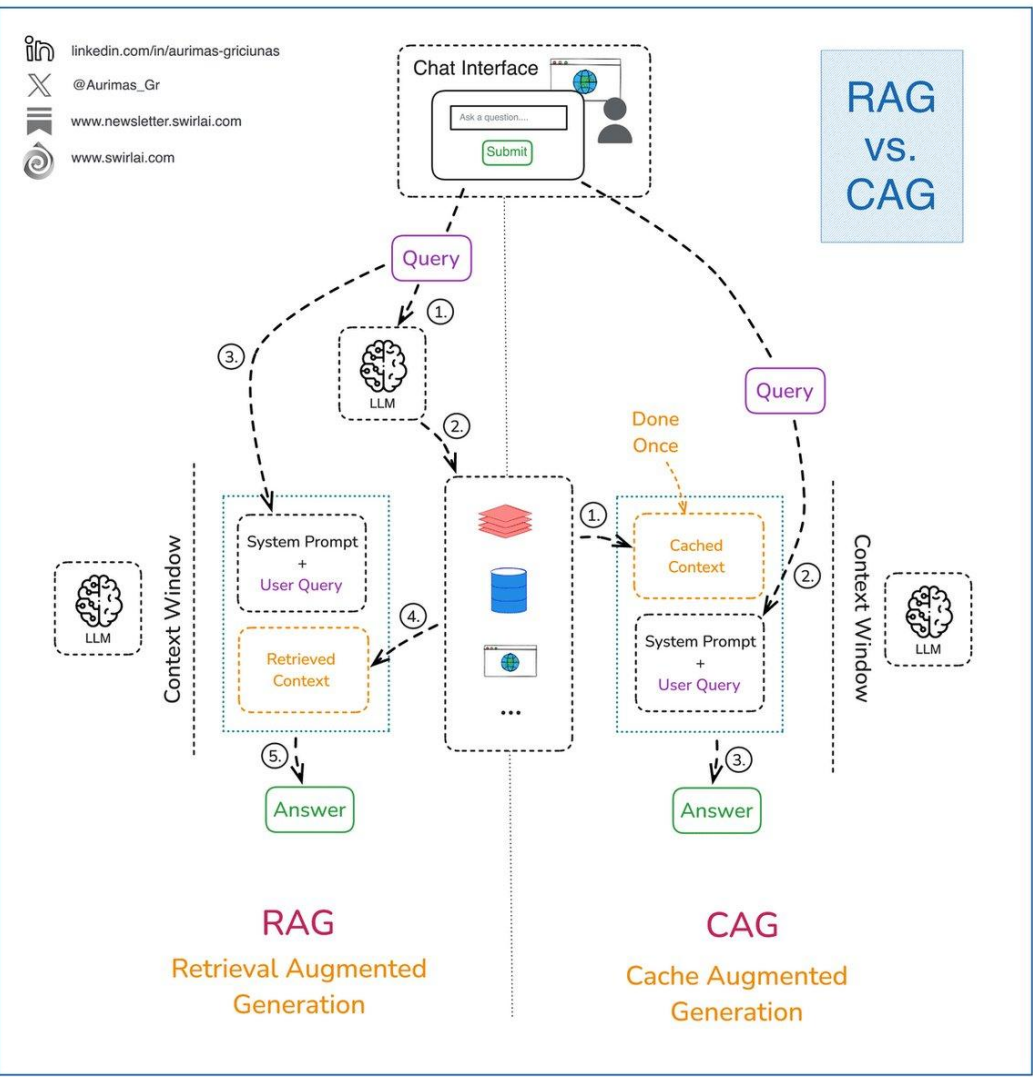 linkedin.com/in/aurimas-griciunas
@Aurimas_Gr
www.newsletter.swirlai.com
www.swirlai.com
Chat Interface
Ask a question....
Submit
RAG
vs.
CAG
Query
1.
3.
LLM
2.
Query
Done
Once
Context Window
LLM
System Prompt
+
User Query
4.
Retrieved
Context
5.
Answer
...
1.
Cached
Context
2.
System Prompt
+
User Query
Context Window
LLM
3.
Answer
RAG
Retrieval Augmented
Generation
CAG
Cache Augmented
Generation